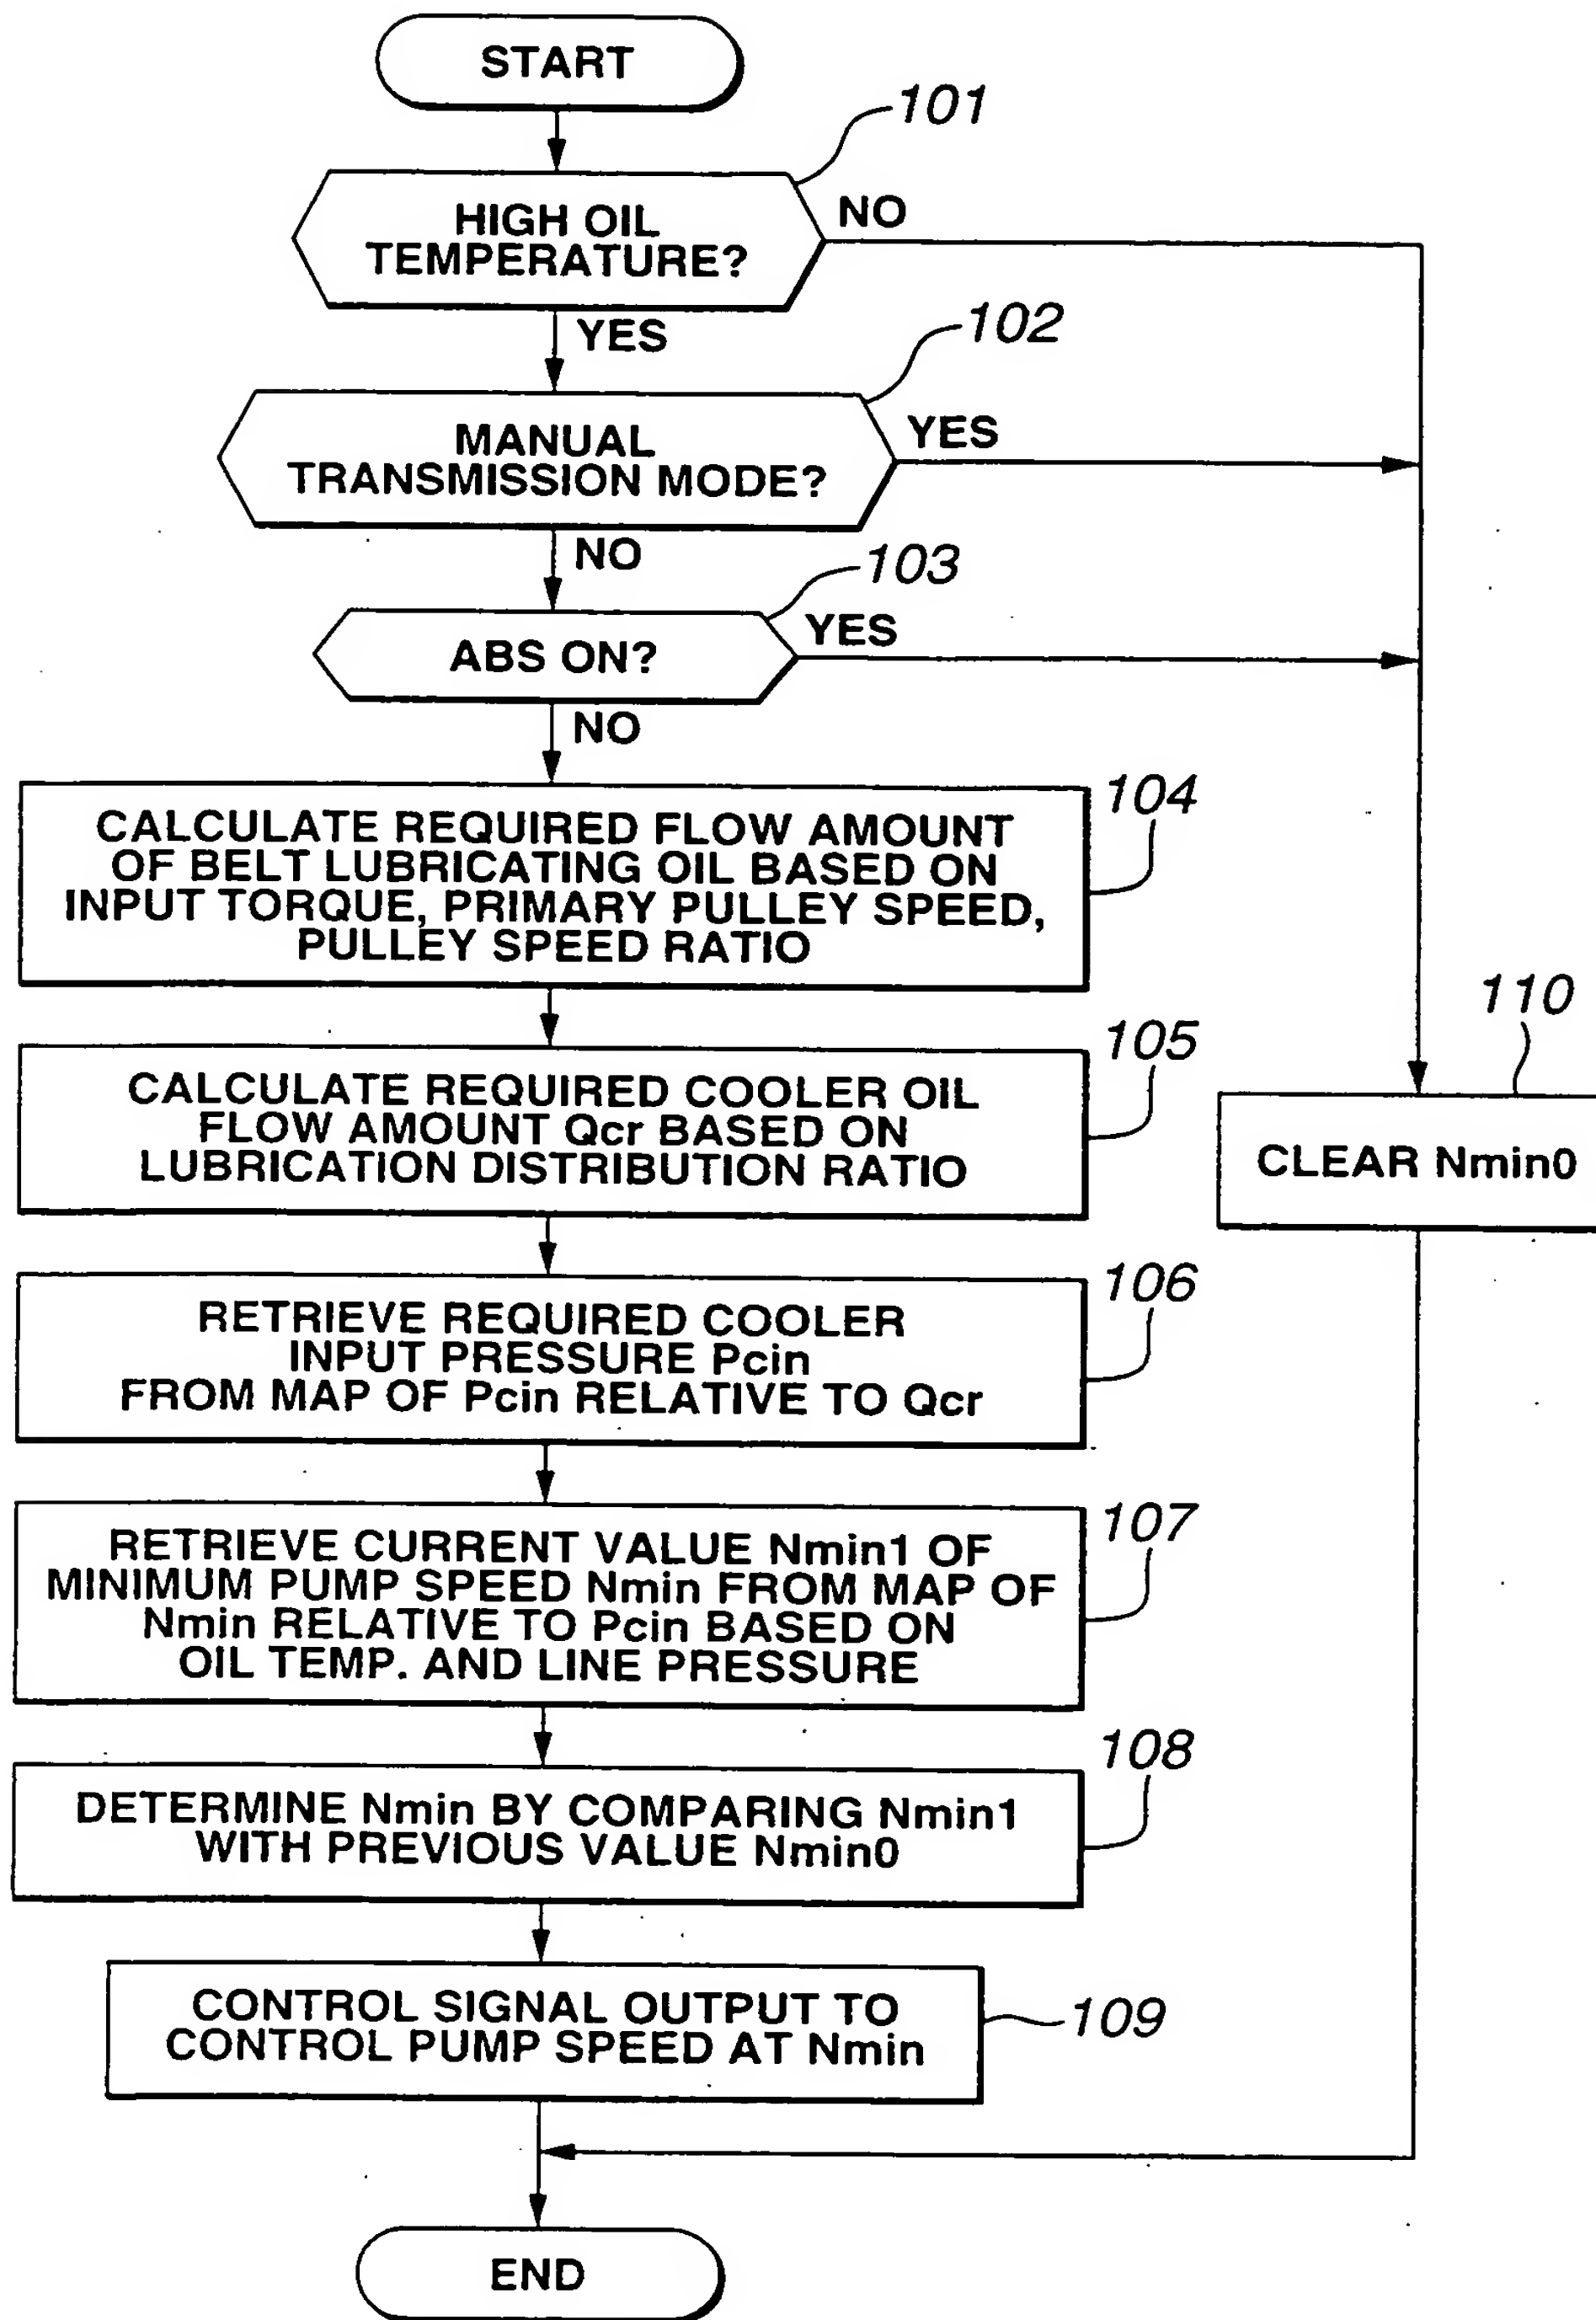 START
101
HIGH OIL
TEMPERATURE?
NO
YES
102
MANUAL
TRANSMISSION MODE?
YES
NO
103
ABS ON?
YES
NO
104
CALCULATE REQUIRED FLOW AMOUNT
OF BELT LUBRICATING OIL BASED ON
INPUT TORQUE, PRIMARY PULLEY SPEED,
PULLEY SPEED RATIO
105
CALCULATE REQUIRED COOLER OIL
FLOW AMOUNT Qcr BASED ON
LUBRICATION DISTRIBUTION RATIO
110
CLEAR Nmin0
106
RETRIEVE REQUIRED COOLER
INPUT PRESSURE Pcin
FROM MAP OF Pcin RELATIVE TO Qcr
107
RETRIEVE CURRENT VALUE Nmin1 OF
MINIMUM PUMP SPEED Nmin FROM MAP OF
Nmin RELATIVE TO Pcin BASED ON
OIL TEMP. AND LINE PRESSURE
108
DETERMINE Nmin BY COMPARING Nmin1
WITH PREVIOUS VALUE Nmin0
CONTROL SIGNAL OUTPUT TO
CONTROL PUMP SPEED AT Nmin
109
END